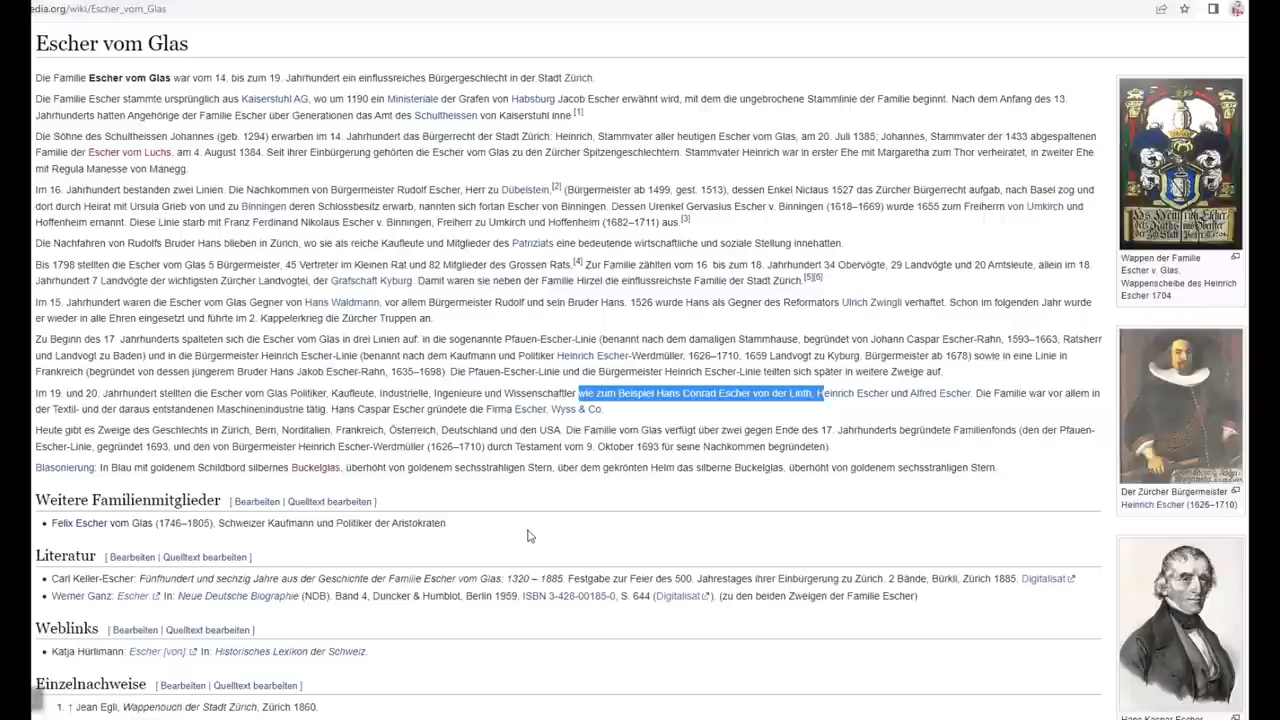 edia.org/wiki/Escher_vom_Glas
Escher vom Glas
Die Familie Escher vom Glas war vom 14. bis zum 19. Jahrhundert ein einflussreiches Bürgergeschlecht in der Stadt Zürich.
Die Familie Escher stammte ursprünglich aus Kaiserstuhl AG, wo um 1190 ein Ministeriale der Grafen von Habsburg Jacob Escher erwähnt wird, mit dem die ungebrochene Stammlinie der Familie beginnt. Nach dem Anfang des 13.
Jahrhunderts hatten Angehörige der Familie Escher über Generationen das Amt des Schultheissen von Kaiserstuhl inne.[1]
Die Söhne des Schultheissen Johannes (geb. 1294) erwarben im 14. Jahrhundert das Bürgerrecht der Stadt Zürich: Heinrich, Stammvater aller heutigen Escher vom Glas, am 20. Juli 1385; Johannes, Stammvater der 1433 abgespaltenen
Familie der Escher vom Luchs, am 4. August 1384. Seit ihrer Einbürgerung gehörten die Escher vom Glas zu den Zürcher Spitzengeschlechtern. Stammvater Heinrich war in erster Ehe mit Margaretha zum Thor verheiratet, in zweiter Ehe
mit Regula Manesse von Manegg.
Im 16. Jahrhundert bestanden zwei Linien. Die Nachkommen von Bürgermeister Rudolf Escher, Herr zu Dübelstein,[2] (Bürgermeister ab 1499, gest. 1513), dessen Enkel Niclaus 1527 das Zürcher Bürgerrecht aufgab, nach Basel zog und
dort durch Heirat mit Ursula Grieb von und zu Binningen deren Schlossbesitz erwarb, nannten sich fortan Escher von Binningen. Dessen Urenkel Gervasius Escher v. Binningen (1618–1669) wurde 1655 zum Freiherrn von Umkirch und
Hoffenheim ernannt. Diese Linie starb mit Franz Ferdinand Nikolaus Escher v. Binningen, Freiherr zu Umkirch und Hoffenheim (1682–1711) aus.[3]
Die Nachfahren von Rudolfs Bruder Hans blieben in Zürich, wo sie als reiche Kaufleute und Mitglieder des Patriziats eine bedeutende wirtschaftliche und soziale Stellung innehatten.
Bis 1798 stellten die Escher vom Glas 5 Bürgermeister, 45 Vertreter im Kleinen Rat und 82 Mitglieder des Grossen Rats.[4] Zur Familie zählten vom 16. bis zum 18. Jahrhundert 34 Obervögte, 29 Landvögte und 20 Amtsleute, allein im 18.
Jahrhundert 7 Landvögte der wichtigsten Zürcher Landvogtei, der Grafschaft Kyburg. Damit waren sie neben der Familie Hirzel die einflussreichste Familie der Stadt Zürich.[5][6]
Im 15. Jahrhundert waren die Escher vom Glas Gegner von Hans Waldmann, vor allem Bürgermeister Rudolf und sein Bruder Hans. 1526 wurde Hans als Gegner des Reformators Ulrich Zwingli verhaftet. Schon im folgenden Jahr wurde
er wieder in alle Ehren eingesetzt und führte im 2. Kappelerkrieg die Zürcher Truppen an.
Zu Beginn des 17. Jahrhunderts spalteten sich die Escher vom Glas in drei Linien auf: in die sogenannte Pfauen-Escher-Linie (benannt nach dem damaligen Stammhause, begründet von Johann Caspar Escher-Rahn, 1593–1663, Ratsherr
und Landvogt zu Baden) und in die Bürgermeister Heinrich Escher-Linie (benannt nach dem Kaufmann und Politiker Heinrich Escher-Werdmüller, 1626–1710, 1659 Landvogt zu Kyburg, Bürgermeister ab 1678) sowie in eine Linie in
Frankreich (begründet von dessen jüngerem Bruder Hans Jakob Escher-Rahn, 1635–1698). Die Pfauen-Escher-Linie und die Bürgermeister Heinrich Escher-Linie teilten sich später in weitere Zweige auf.
Im 19. und 20. Jahrhundert stellten die Escher vom Glas Politiker, Kaufleute, Industrielle, Ingenieure und Wissenschaftler wie zum Beispiel Hans Conrad Escher von der Linth, Heinrich Escher und Alfred Escher. Die Familie war vor allem in
der Textil- und der daraus entstandenen Maschinenindustrie tätig. Hans Caspar Escher gründete die Firma Escher, Wyss & Co.
Heute gibt es Zweige des Geschlechts in Zürich, Bern, Norditalien, Frankreich, Österreich, Deutschland und den USA. Die Familie vom Glas verfügt über zwei gegen Ende des 17. Jahrhunderts begründete Familienfonds (den der Pfauen-
Escher-Linie, gegründet 1693, und den von Bürgermeister Heinrich Escher-Werdmüller (1626–1710) durch Testament vom 9. Oktober 1693 für seine Nachkommen begründeten).
Blasonierung: In Blau mit goldenem Schildbord silbernes Buckelglas, überhöht von goldenem sechsstrahligen Stern, über dem gekrönten Helm das silberne Buckelglas, überhöht von goldenem sechsstrahligen Stern.
Weitere Familienmitglieder [ Bearbeiten | Quelltext bearbeiten ]
• Felix Escher vom Glas (1746–1805), Schweizer Kaufmann und Politiker der Aristokraten
Literatur [ Bearbeiten | Quelltext bearbeiten ]
• Carl Keller-Escher: Fünfhundert und sechzig Jahre aus der Geschichte der Familie Escher vom Glas. 1320 – 1885. Festgabe zur Feier des 500. Jahrestages ihrer Einbürgerung zu Zürich. 2 Bände, Bürkli, Zürich 1885. Digitalisat
• Werner Ganz: Escher. In: Neue Deutsche Biographie (NDB). Band 4, Duncker & Humblot, Berlin 1959, ISBN 3-428-00185-0, S. 644 (Digitalisat). (zu den beiden Zweigen der Familie Escher)
Weblinks [ Bearbeiten | Quelltext bearbeiten ]
• Katja Hürlimann: Escher [von]. In: Historisches Lexikon der Schweiz.
Einzelnachweise [ Bearbeiten | Quelltext bearbeiten ]
1. ↑ Jean Egli, Wappenouch der Stadt Zürich, Zürich 1860.
Wappen der Familie
Escher v. Glas.
Wappenscheibe des Heinrich
Escher 1704
Der Zürcher Bürgermeister
Heinrich Escher (1626–1710)
Hans Kaspar Escher